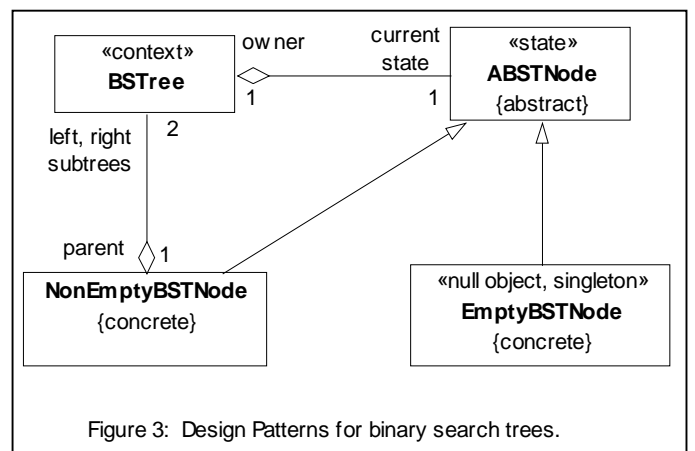 «context»
BSTree
owner
1
current
state
1
«state»
ABSTNode
{abstract}
2
left, right
subtrees
parent
1
NonEmptyBSTNode
{concrete}
«null object, singleton»
EmptyBSTNode
{concrete}
Figure 3: Design Patterns for binary search trees.